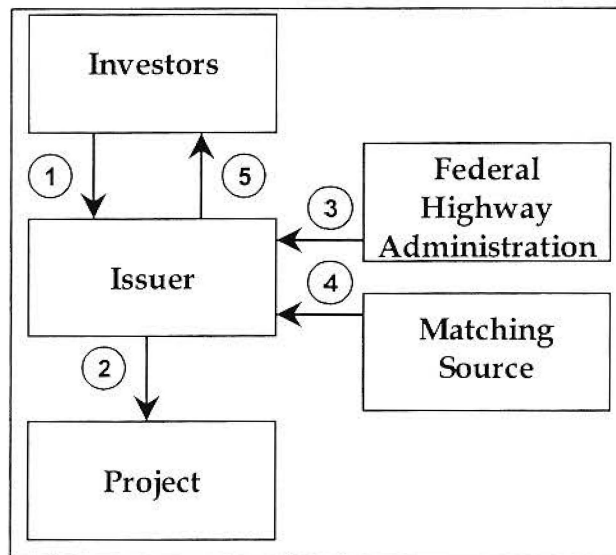 Investors
1
5
Federal
Highway
Administration
3
Issuer
4
Matching
Source
2
Project